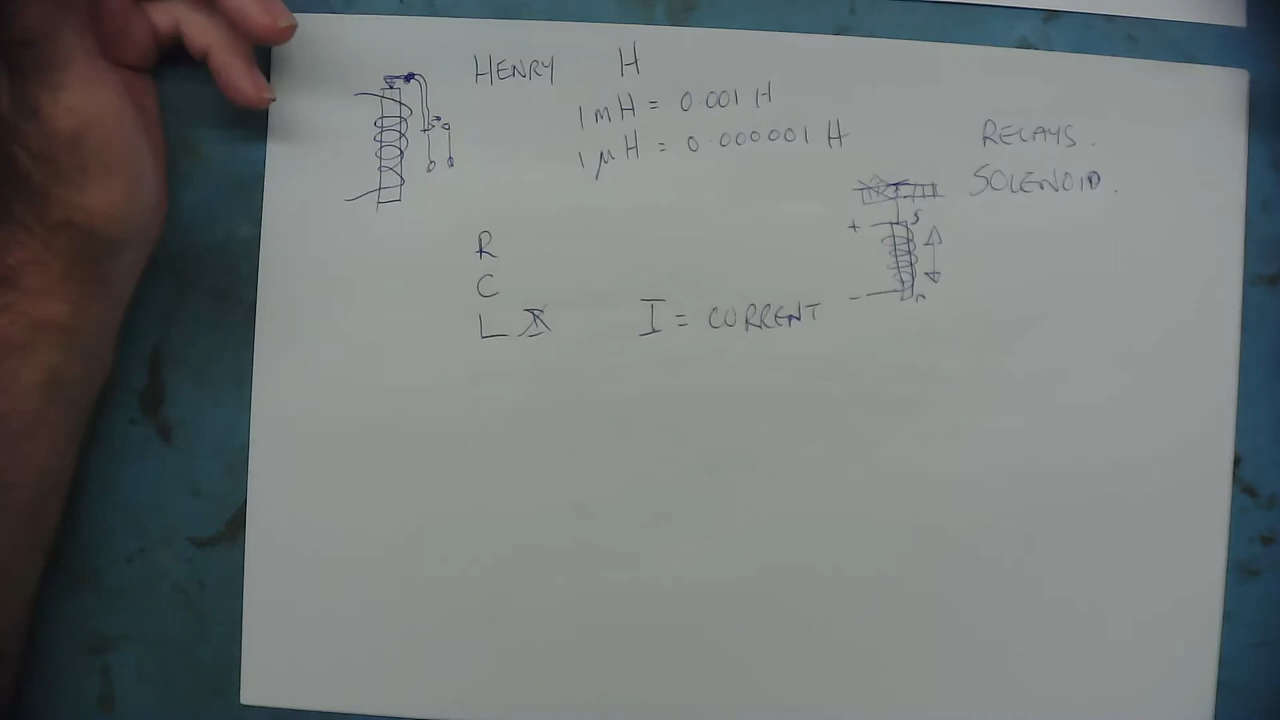 HENRY H
1 mH = 0.001 H
1 μH = 0.000001 H
RELAYS.
SOLENOID.
+ S
- n
R
C
L
I = CURRENT